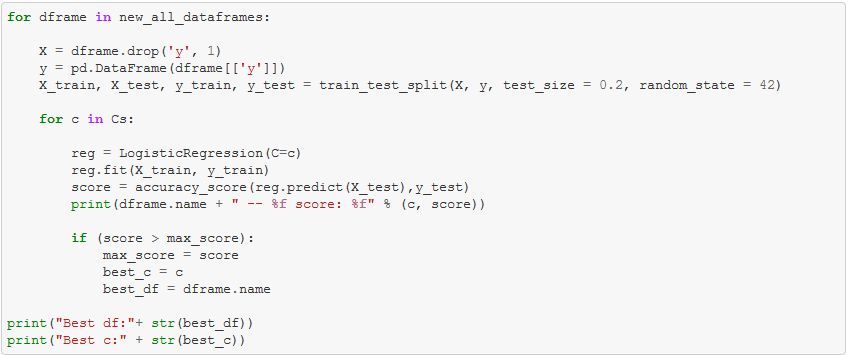 for dframe in new_all_dataframes:
X = dframe.drop('y', 1)
y = pd.DataFrame(dframe[['y']])
X_train, X_test, y_train, y_test = train_test_split(X, y, test_size = 0.2, random_state = 42)
for c in Cs:
reg = LogisticRegression(C=c)
reg.fit(X_train, y_train)
score = accuracy_score(reg.predict(X_test),y_test)
print(dframe.name + " -- %f score: %f" % (c, score))
if (score > max_score):
max_score = score
best_c = c
best_df = dframe.name
print("Best df:"+ str(best_df))
print("Best c:" + str(best_c))